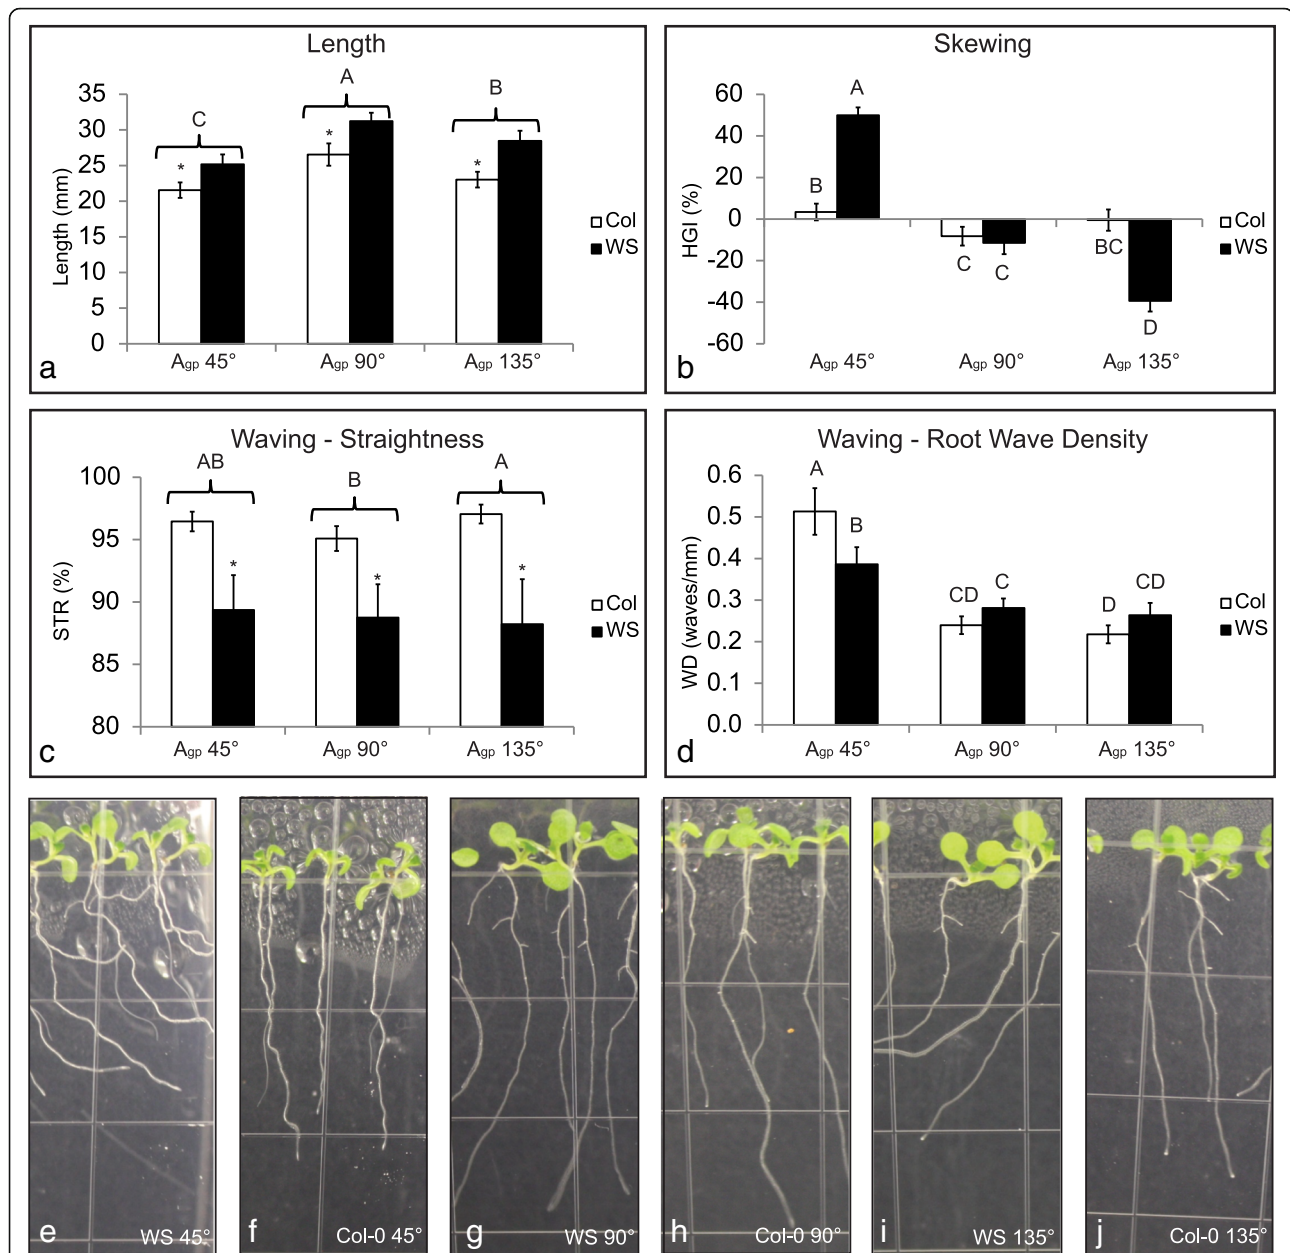 Length
A
B
C
* * *
35
30
25
20
15
10
5
0
Length (mm)
Col
WS
Agp 45° Agp 90° Agp 135°
a
Skewing
A
B
C C
BC
D
60
40
20
0
-20
-40
-60
HGI (%)
Col
WS
Agp 45° Agp 90° Agp 135°
b
Waving - Straightness
AB
B
A
* * *
100
95
90
85
80
STR (%)
Col
WS
Agp 45° Agp 90° Agp 135°
c
Waving - Root Wave Density
A
B
CD C
D CD
0.6
0.5
0.4
0.3
0.2
0.1
0.0
WD (waves/mm)
Col
WS
Agp 45° Agp 90° Agp 135°
d
e WS 45°
f Col-0 45°
g WS 90°
h Col-0 90°
i WS 135°
j Col-0 135°